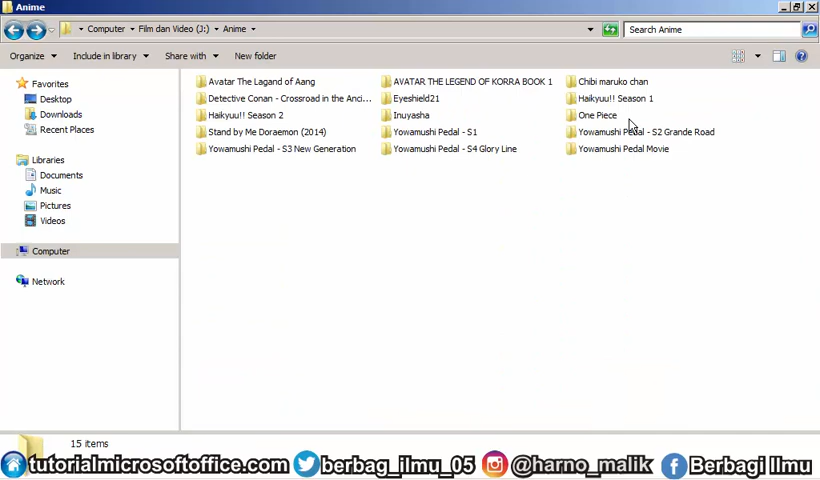 Anime
Computer Film dan Video (J:) Anime Search Anime
Organize Include in library Share with New folder
Favorites
Desktop
Downloads
Recent Places
Libraries
Documents
Music
Pictures
Videos
Computer
Network
Avatar The Lagand of Aang AVATAR THE LEGEND OF KORRA BOOK 1 Chibi maruko chan
Detective Conan - Crossroad in the Anci... Eyeshield21 Haikyuu!! Season 1
Haikyuu!! Season 2 Inuyasha One Piece
Stand by Me Doraemon (2014) Yowamushi Pedal - S1 Yowamushi Pedal - S2 Grande Road
Yowamushi Pedal - S3 New Generation Yowamushi Pedal - S4 Glory Line Yowamushi Pedal Movie
15 items
tutorialmicrosoftoffice.com berbag_ilmu_05 @harno_malik Berbagi Ilmu